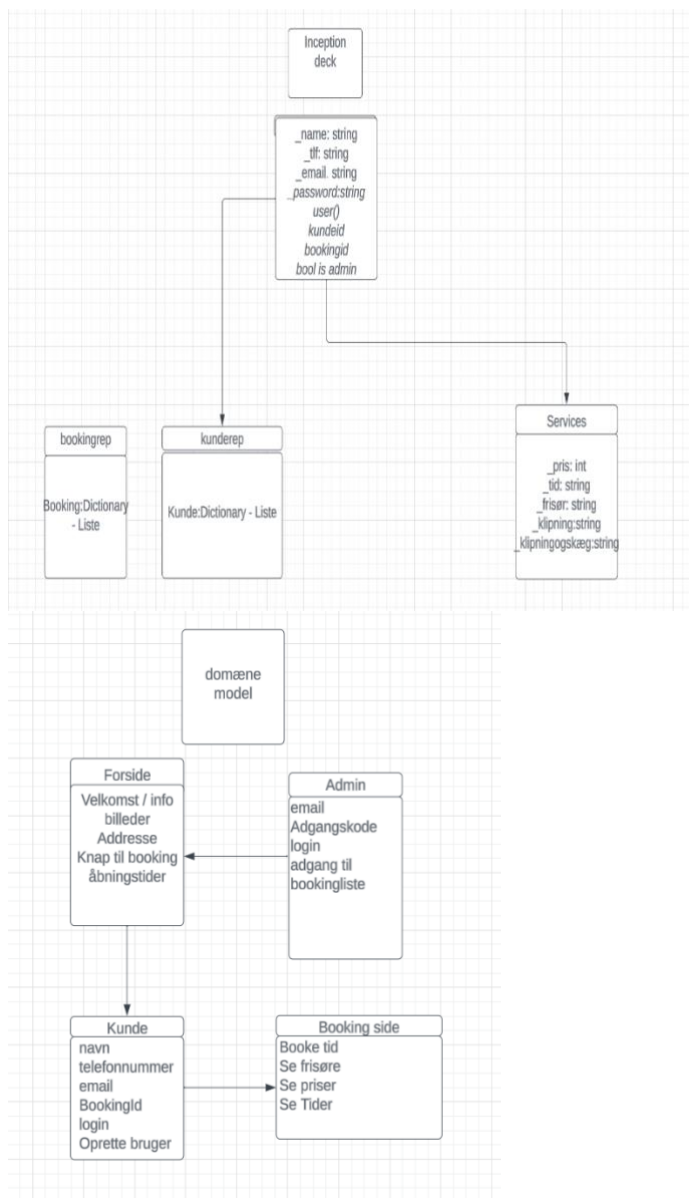 Inception
deck
_name: string
_tlf: string
_email. string
_password:string
user()
kundeid
bookingid
bool is admin
bookingrep
Booking:Dictionary
- Liste
kunderep
Kunde:Dictionary - Liste
Services
_pris: int
_tid: string
_frisør: string
_klipning:string
_klipningogskæg:string
domæne
model
Forside
Velkomst / info
billeder
Addresse
Knap til booking
åbningstider
Admin
email
Adgangskode
login
adgang til
bookingliste
Kunde
navn
telefonnummer
email
BookingId
login
Oprette bruger
Booking side
Booke tid
Se frisøre
Se priser
Se Tider